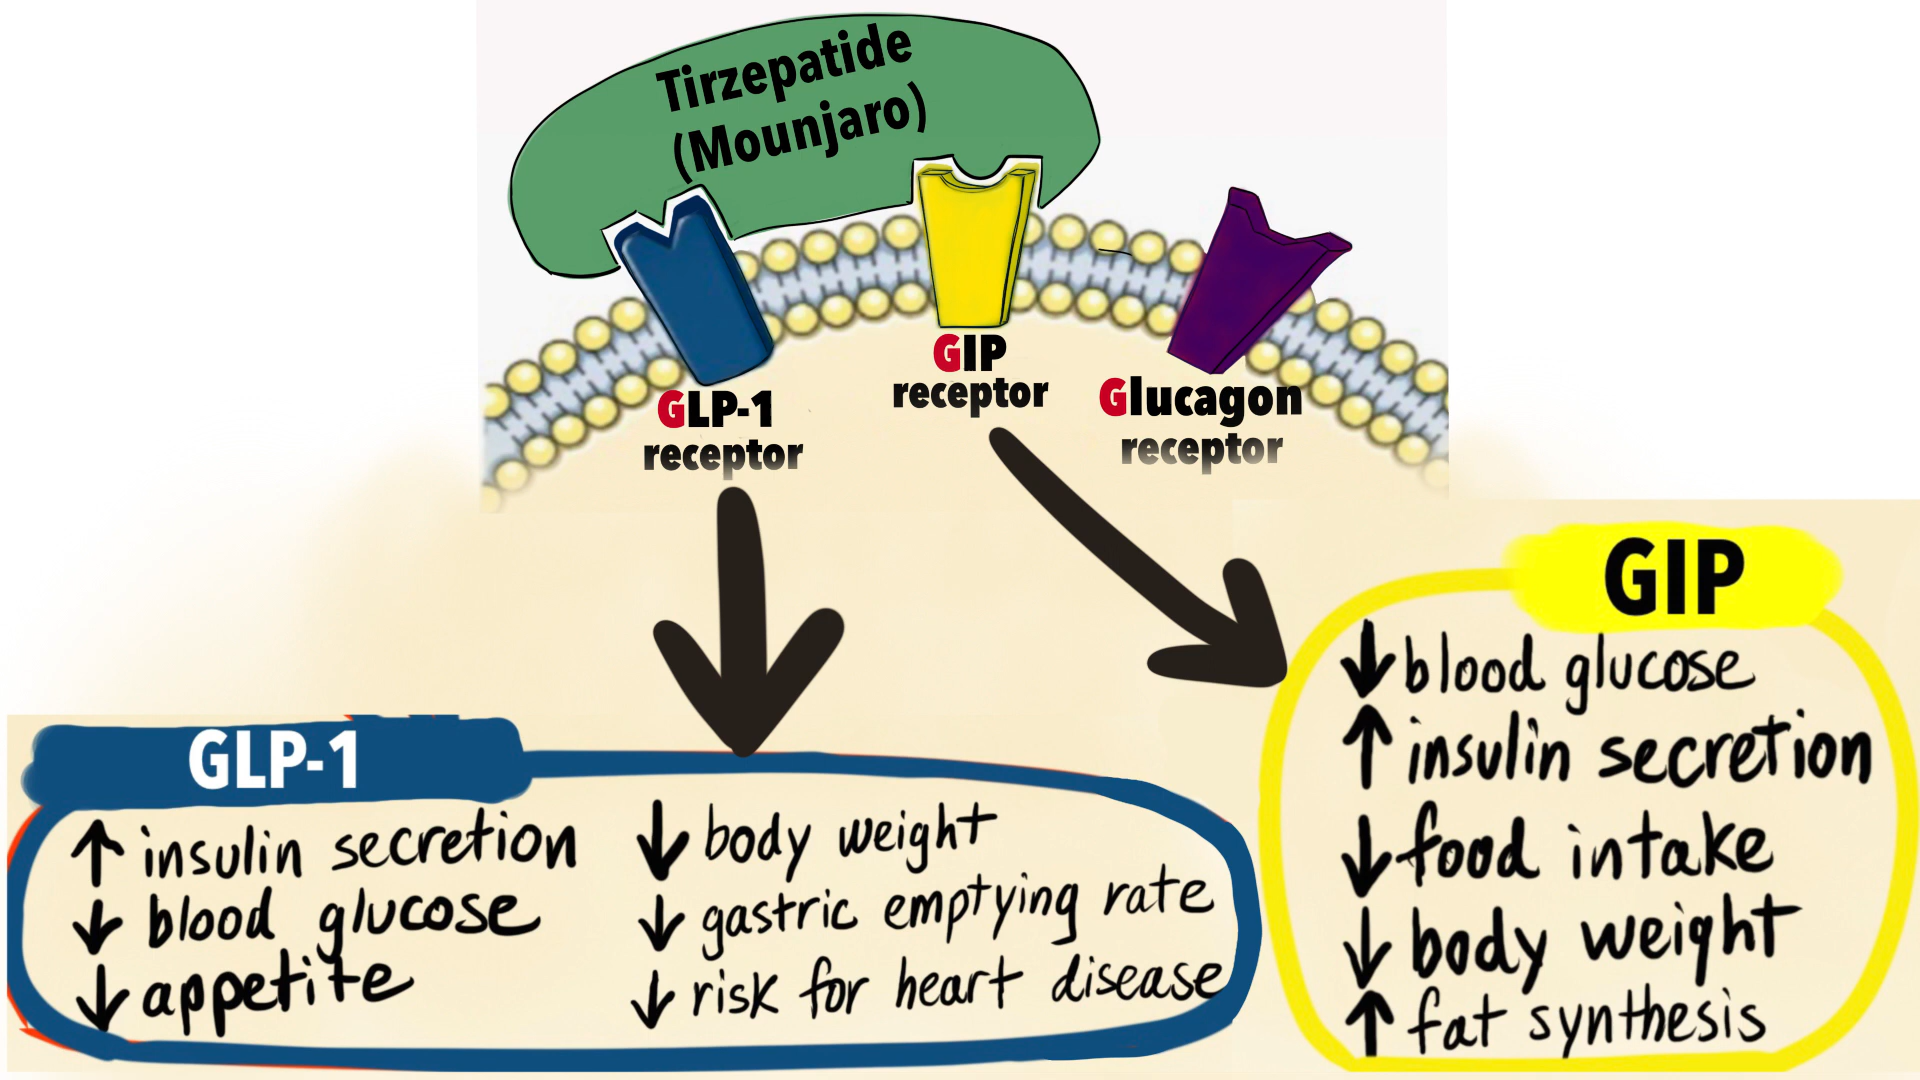 Tirzepatide
(Mounjaro)
GLP-1
receptor
GIP
receptor
Glucagon
receptor
GLP-1
↑ insulin secretion
↓ blood glucose
↓ appetite
↓ body weight
↓ gastric emptying rate
↓ risk for heart disease
GIP
↓ blood glucose
↑ insulin secretion
↓ food intake
↓ body weight
↑ fat synthesis